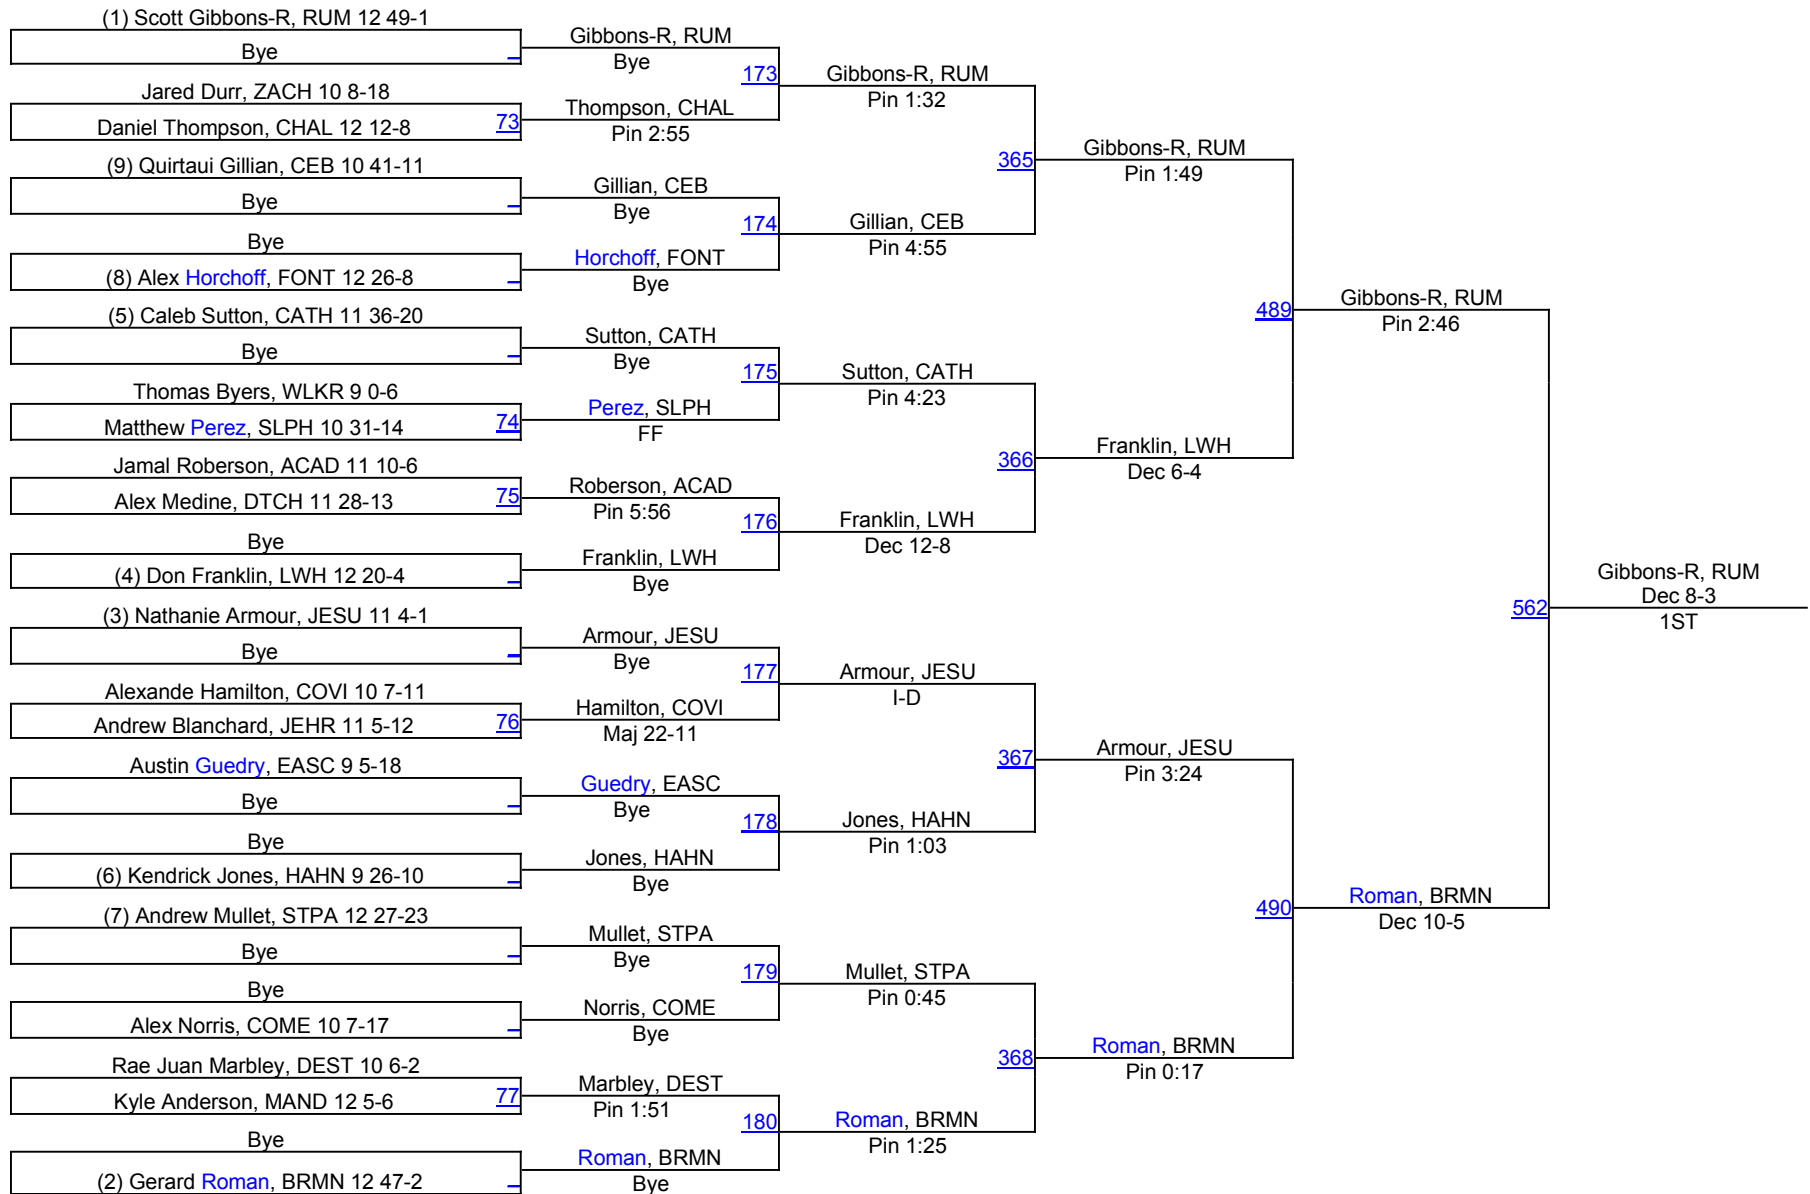 (1) Scott Gibbons-R, RUM 12 49-1
Bye
Jared Durr, ZACH 10 8-18
Daniel Thompson, CHAL 12 12-8
73
(9) Quirtaui Gillian, CEB 10 41-11
Bye
Bye
(8) Alex Horchoff, FONT 12 26-8
(5) Caleb Sutton, CATH 11 36-20
Bye
Thomas Byers, WLKR 9 0-6
Matthew Perez, SLPH 10 31-14
74
Jamal Roberson, ACAD 11 10-6
Alex Medine, DTCH 11 28-13
75
Bye
(4) Don Franklin, LWH 12 20-4
(3) Nathanie Armour, JESU 11 4-1
Bye
Alexande Hamilton, COVI 10 7-11
Andrew Blanchard, JEHR 11 5-12
76
Austin Guedry, EASC 9 5-18
Bye
Bye
(6) Kendrick Jones, HAHN 9 26-10
(7) Andrew Mullet, STPA 12 27-23
Bye
Bye
Alex Norris, COME 10 7-17
Rae Juan Marbley, DEST 10 6-2
Kyle Anderson, MAND 12 5-6
77
Bye
(2) Gerard Roman, BRMN 12 47-2
Gibbons-R, RUM
Bye
173
Thompson, CHAL
Pin 2:55
Gillian, CEB
Bye
174
Horchoff, FONT
Bye
Sutton, CATH
Bye
175
Perez, SLPH
FF
Roberson, ACAD
Pin 5:56
176
Franklin, LWH
Bye
Armour, JESU
Bye
177
Hamilton, COVI
Maj 22-11
Guedry, EASC
Bye
178
Jones, HAHN
Bye
Mullet, STPA
Bye
179
Norris, COME
Bye
Marbley, DEST
Pin 1:51
180
Roman, BRMN
Bye
Gibbons-R, RUM
Pin 1:32
365
Gillian, CEB
Pin 4:55
Sutton, CATH
Pin 4:23
366
Franklin, LWH
Dec 12-8
Armour, JESU
I-D
367
Jones, HAHN
Pin 1:03
Mullet, STPA
Pin 0:45
368
Roman, BRMN
Pin 1:25
Gibbons-R, RUM
Pin 1:49
489
Franklin, LWH
Dec 6-4
Armour, JESU
Pin 3:24
490
Roman, BRMN
Pin 0:17
Gibbons-R, RUM
Pin 2:46
562
Roman, BRMN
Dec 10-5
Gibbons-R, RUM
Dec 8-3
1ST